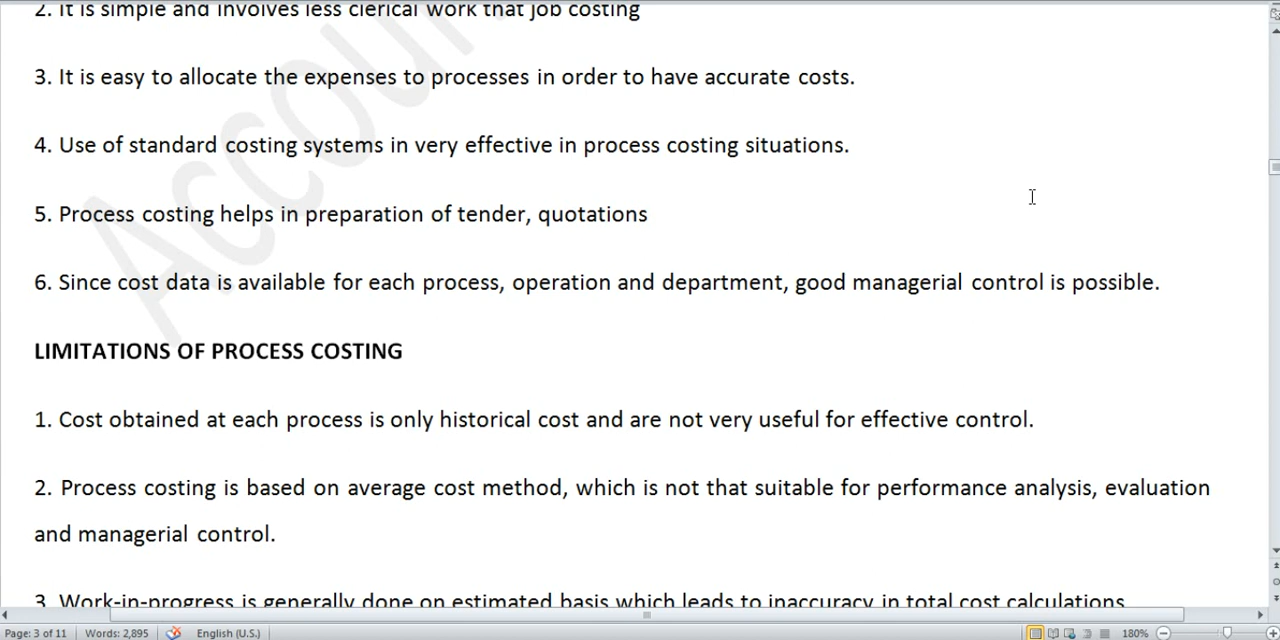 2. It is simple and involves less clerical work that job costing
3. It is easy to allocate the expenses to processes in order to have accurate costs.
4. Use of standard costing systems in very effective in process costing situations.
5. Process costing helps in preparation of tender, quotations
6. Since cost data is available for each process, operation and department, good managerial control is possible.
LIMITATIONS OF PROCESS COSTING
1. Cost obtained at each process is only historical cost and are not very useful for effective control.
2. Process costing is based on average cost method, which is not that suitable for performance analysis, evaluation
and managerial control.
3. Work-in-progress is generally done on estimated basis which leads to inaccuracy in total cost calculations
Page: 3 of 11 Words: 2,895 English (U.S.) 180%